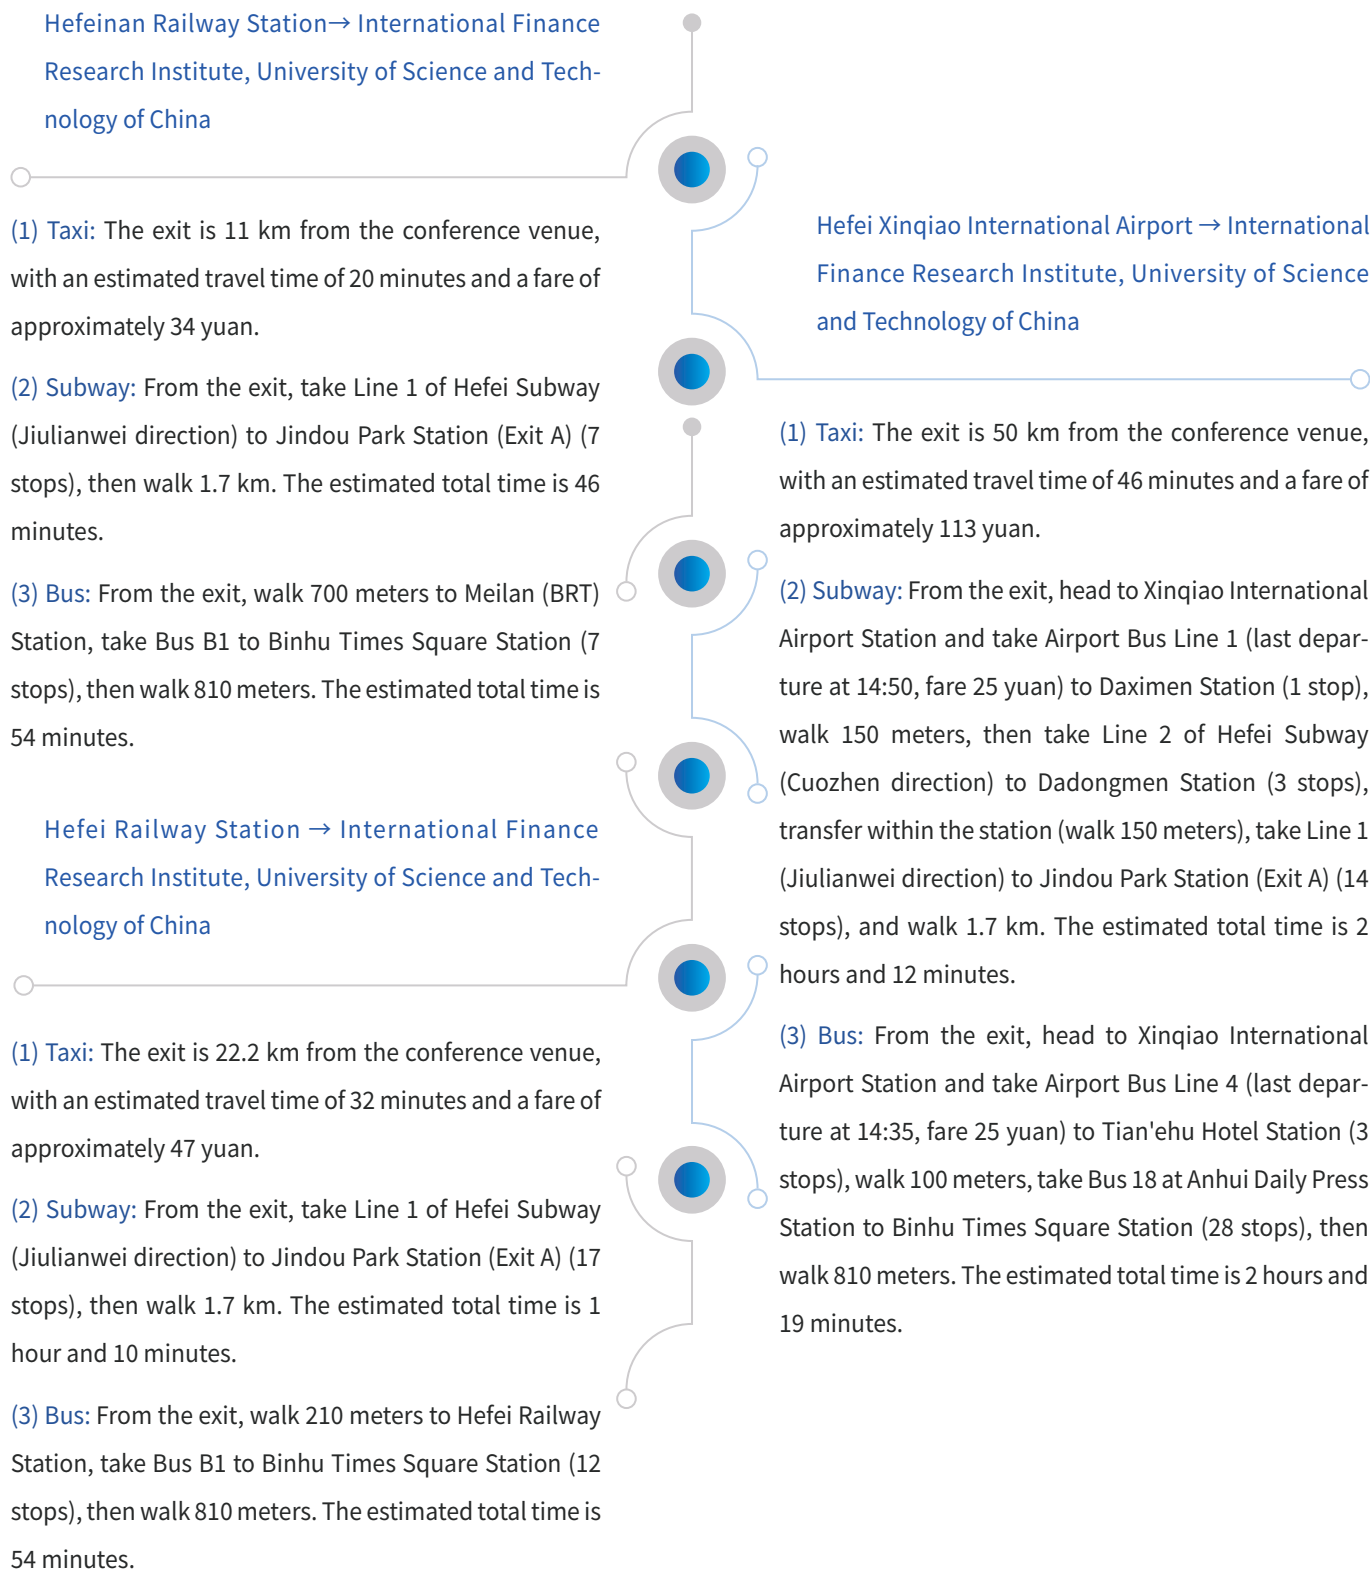 Hefeinan Railway Station→ International Finance
Research Institute, University of Science and Tech-
nology of China
(1) Taxi: The exit is 11 km from the conference venue,
with an estimated travel time of 20 minutes and a fare of
approximately 34 yuan.
(2) Subway: From the exit, take Line 1 of Hefei Subway
(Jiulianwei direction) to Jindou Park Station (Exit A) (7
stops), then walk 1.7 km. The estimated total time is 46
minutes.
(3) Bus: From the exit, walk 700 meters to Meilan (BRT)
Station, take Bus B1 to Binhu Times Square Station (7
stops), then walk 810 meters. The estimated total time is
54 minutes.
Hefei Railway Station → International Finance
Research Institute, University of Science and Tech-
nology of China
(1) Taxi: The exit is 22.2 km from the conference venue,
with an estimated travel time of 32 minutes and a fare of
approximately 47 yuan.
(2) Subway: From the exit, take Line 1 of Hefei Subway
(Jiulianwei direction) to Jindou Park Station (Exit A) (17
stops), then walk 1.7 km. The estimated total time is 1
hour and 10 minutes.
(3) Bus: From the exit, walk 210 meters to Hefei Railway
Station, take Bus B1 to Binhu Times Square Station (12
stops), then walk 810 meters. The estimated total time is
54 minutes.
Hefei Xinqiao International Airport → International
Finance Research Institute, University of Science
and Technology of China
(1) Taxi: The exit is 50 km from the conference venue,
with an estimated travel time of 46 minutes and a fare of
approximately 113 yuan.
(2) Subway: From the exit, head to Xinqiao International
Airport Station and take Airport Bus Line 1 (last depar-
ture at 14:50, fare 25 yuan) to Daximen Station (1 stop),
walk 150 meters, then take Line 2 of Hefei Subway
(Cuozhen direction) to Dadongmen Station (3 stops),
transfer within the station (walk 150 meters), take Line 1
(Jiulianwei direction) to Jindou Park Station (Exit A) (14
stops), and walk 1.7 km. The estimated total time is 2
hours and 12 minutes.
(3) Bus: From the exit, head to Xinqiao International
Airport Station and take Airport Bus Line 4 (last depar-
ture at 14:35, fare 25 yuan) to Tian'ehu Hotel Station (3
stops), walk 100 meters, take Bus 18 at Anhui Daily Press
Station to Binhu Times Square Station (28 stops), then
walk 810 meters. The estimated total time is 2 hours and
19 minutes.